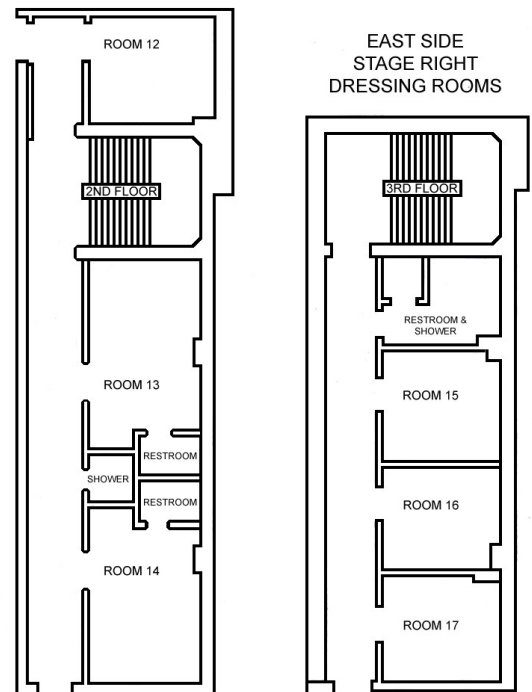 EAST SIDE
STAGE RIGHT
DRESSING ROOMS
ROOM 12
2ND FLOOR
ROOM 13
RESTROOM
SHOWER
RESTROOM
ROOM 14
3RD FLOOR
RESTROOM &
SHOWER
ROOM 15
ROOM 16
ROOM 17